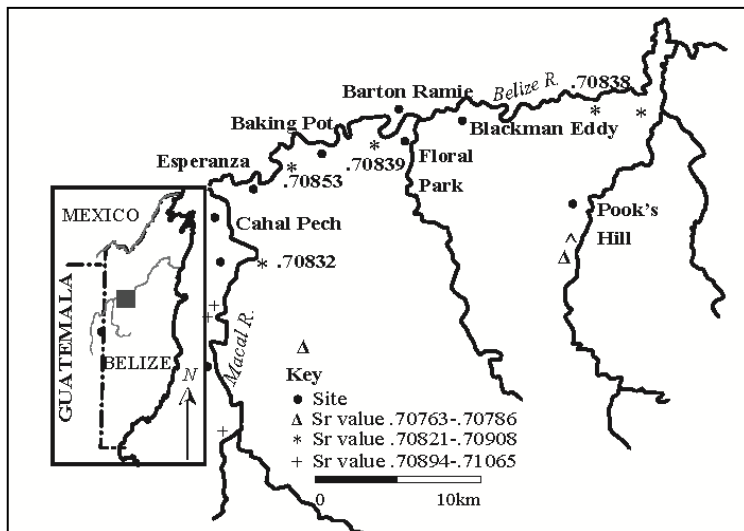 .70838
Belize R.
Barton Ramie
Blackman Eddy
Baking Pot
.70839
Floral
Park
Esperanza
.70853
Pook's
Hill
MEXICO
Cahal Pech
.70832
GUATEMALA
BELIZE
N
Macal R.
Key
Site
Sr value .70763-.70786
Sr value .70821-.70908
Sr value .70894-.71065
0 10km